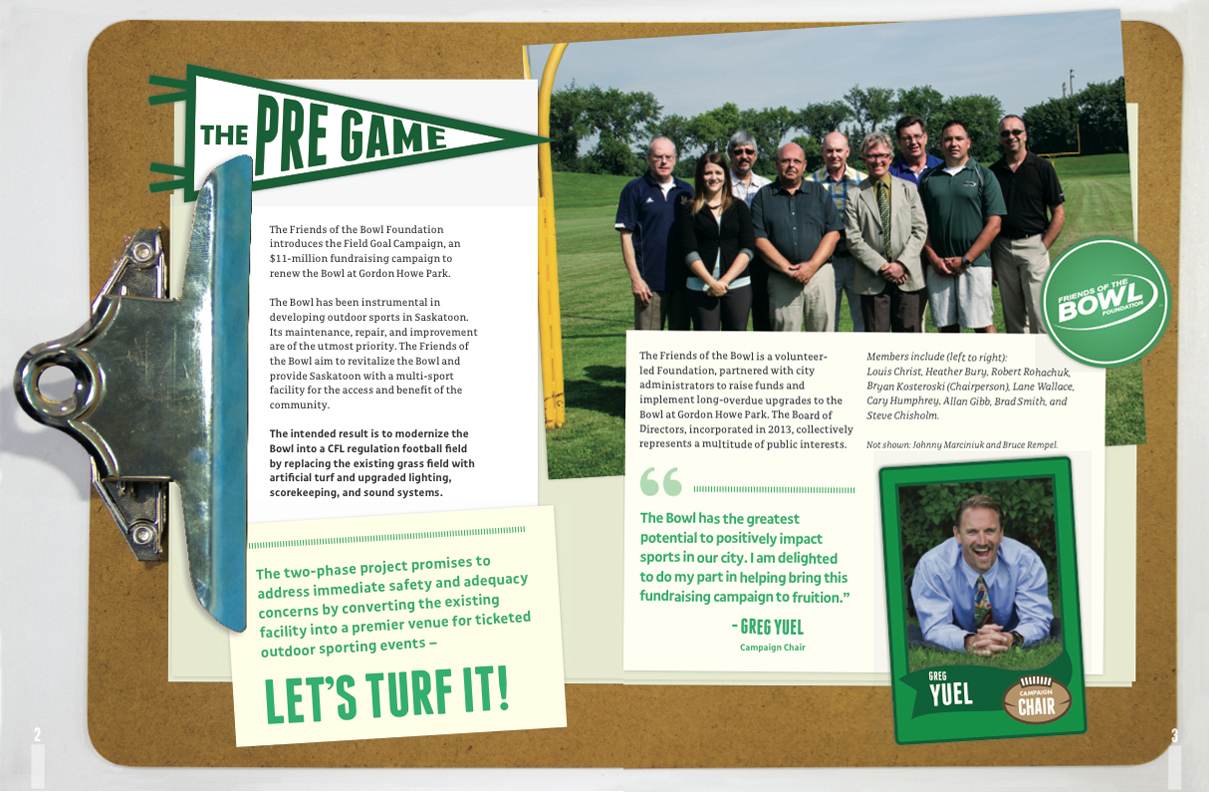 THE PRE GAME
The Friends of the Bowl Foundation
introduces the Field Goal Campaign, an
$11-million fundraising campaign to
renew the Bowl at Gordon Howe Park.
The Bowl has been instrumental in
developing outdoor sports in Saskatoon.
Its maintenance, repair, and improvement
are of the utmost priority. The Friends of
the Bowl aim to revitalize the Bowl and
provide Saskatoon with a multi-sport
facility for the access and benefit of the
community.
The intended result is to modernize the
Bowl into a CFL regulation football field
by replacing the existing grass field with
artificial turf and upgraded lighting,
scorekeeping, and sound systems.
The two-phase project promises to
address immediate safety and adequacy
concerns by converting the existing
facility into a premier venue for ticketed
outdoor sporting events –
LET'S TURF IT!
2
FRIENDS OF THE
BOWL
FOUNDATION
The Friends of the Bowl is a volunteer-
led Foundation, partnered with city
administrators to raise funds and
implement long-overdue upgrades to the
Bowl at Gordon Howe Park. The Board of
Directors, incorporated in 2013, collectively
represents a multitude of public interests.
Members include (left to right):
Louis Christ, Heather Bury, Robert Rohachuk,
Bryan Kosteroski (Chairperson), Lane Wallace,
Cary Humphrey, Allan Gibb, Brad Smith, and
Steve Chisholm.
Not shown: Johnny Marciniuk and Bruce Rempel.
“
The Bowl has the greatest
potential to positively impact
sports in our city. I am delighted
to do my part in helping bring this
fundraising campaign to fruition.”
- GREG YUEL
Campaign Chair
GREG
YUEL
CAMPAIGN
CHAIR
3